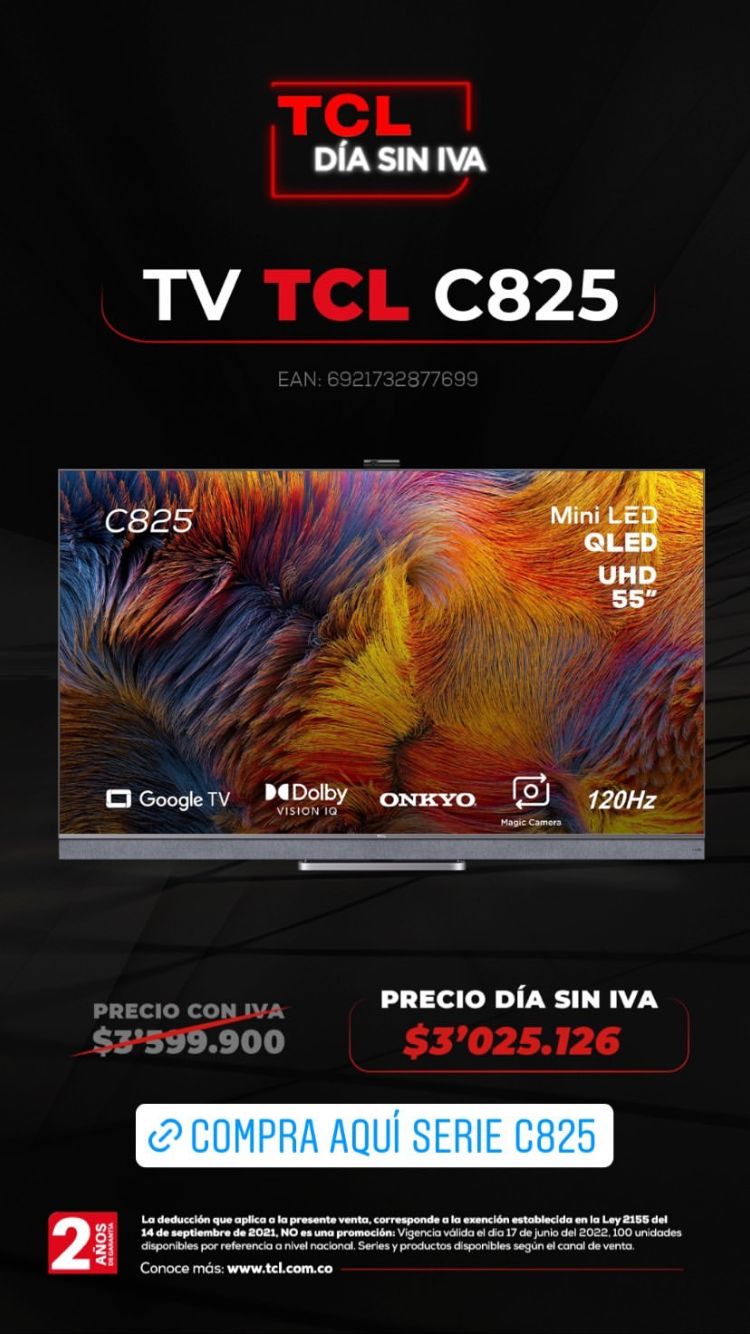 TCL
DÍA SIN IVA
TV TCL C825
EAN: 6921732877699
C825
Mini LED
QLED
UHD
55"
Google TV
Dolby
VISION IQ
ONKYO
Magic Camera
120Hz
TCL
PRECIO CON IVA
$3'599.900
PRECIO DÍA SIN IVA
$3'025.126
COMPRA AQUÍ SERIE C825
2 AÑOS
DE GARANTÍA
La deducción que aplica a la presente venta, corresponde a la exención establecida en la Ley 2155 del
14 de septiembre de 2021, NO es una promoción: Vigencia válida el dia 17 de junio del 2022, 100 unidades
disponibles por referencia a nivel nacional. Series y productos disponibles según el canal de venta.
Conoce más: www.tcl.com.co